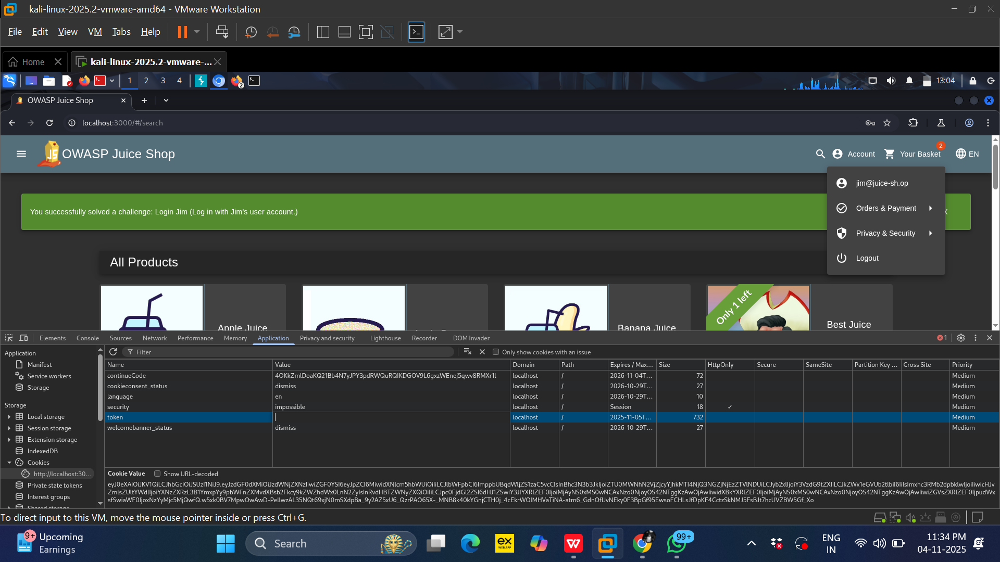 kali-linux-2025.2-vmware-amd64 - VMware Workstation
File Edit View VM Tabs Help
Home kali-linux-2025.2-vmware-...
1 2 3 4 2 13:04
OWASP Juice Shop
localhost:3000/#/search
OWASP Juice Shop Account Your Basket 2 EN
jim@juice-sh.op
You successfully solved a challenge: Login Jim (Log in with Jim's user account.) X
Orders & Payment
Privacy & Security
Logout
All Products
Only 1 left
Apple Juice
Banana Juice
Best Juice
Elements Console Sources Network Performance Memory Application Privacy and security Lighthouse Recorder DOM Invader 1
Application Filter Only show cookies with an issue
Manifest
Service workers
Storage
Storage
Local storage
Session storage
Extension storage
IndexedDB
Cookies
http://localhost:30...
Private state tokens
Interest groups
Shared storage
Name Value Domain Path Expires / Max... Size HttpOnly Secure SameSite Partition Key ... Cross Site Priority
continueCode 4OKkZmlDoaKQ21Bb4N7yJPY3pdRWQuRQIKDGOV9L6gxzWEnej5qwv8RMXr1l localhost / 2026-11-04T... 72 Medium
cookieconsent_status dismiss localhost / 2026-10-29T... 27 Medium
language en localhost / 2026-10-29T... 10 Medium
security impossible localhost / Session 18 ✓ Medium
token localhost / 2025-11-05T... 732 Medium
welcomebanner_status dismiss localhost / 2026-10-29T... 27 Medium
Cookie Value Show URL-decoded
To direct input to this VM, move the mouse pointer inside or press Ctrl+G.
9+ Upcoming
Earnings
Search
ex
WEB APP
99+
ENG
IN
11:34 PM
04-11-2025